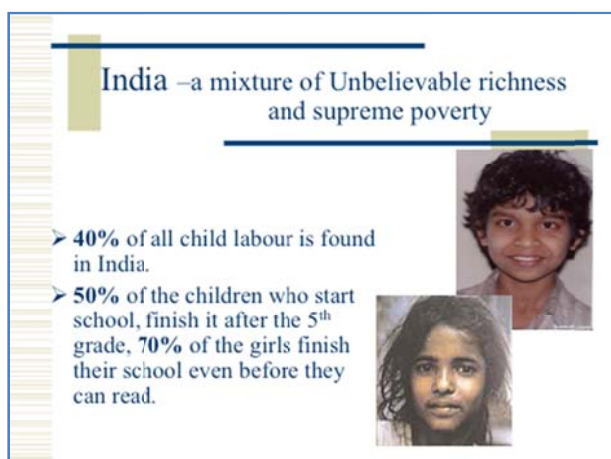 India –a mixture of Unbelievable richness
and supreme poverty
➢ 40% of all child labour is found
in India.
➢ 50% of the children who start
school, finish it after the 5th
grade, 70% of the girls finish
their school even before they
can read.